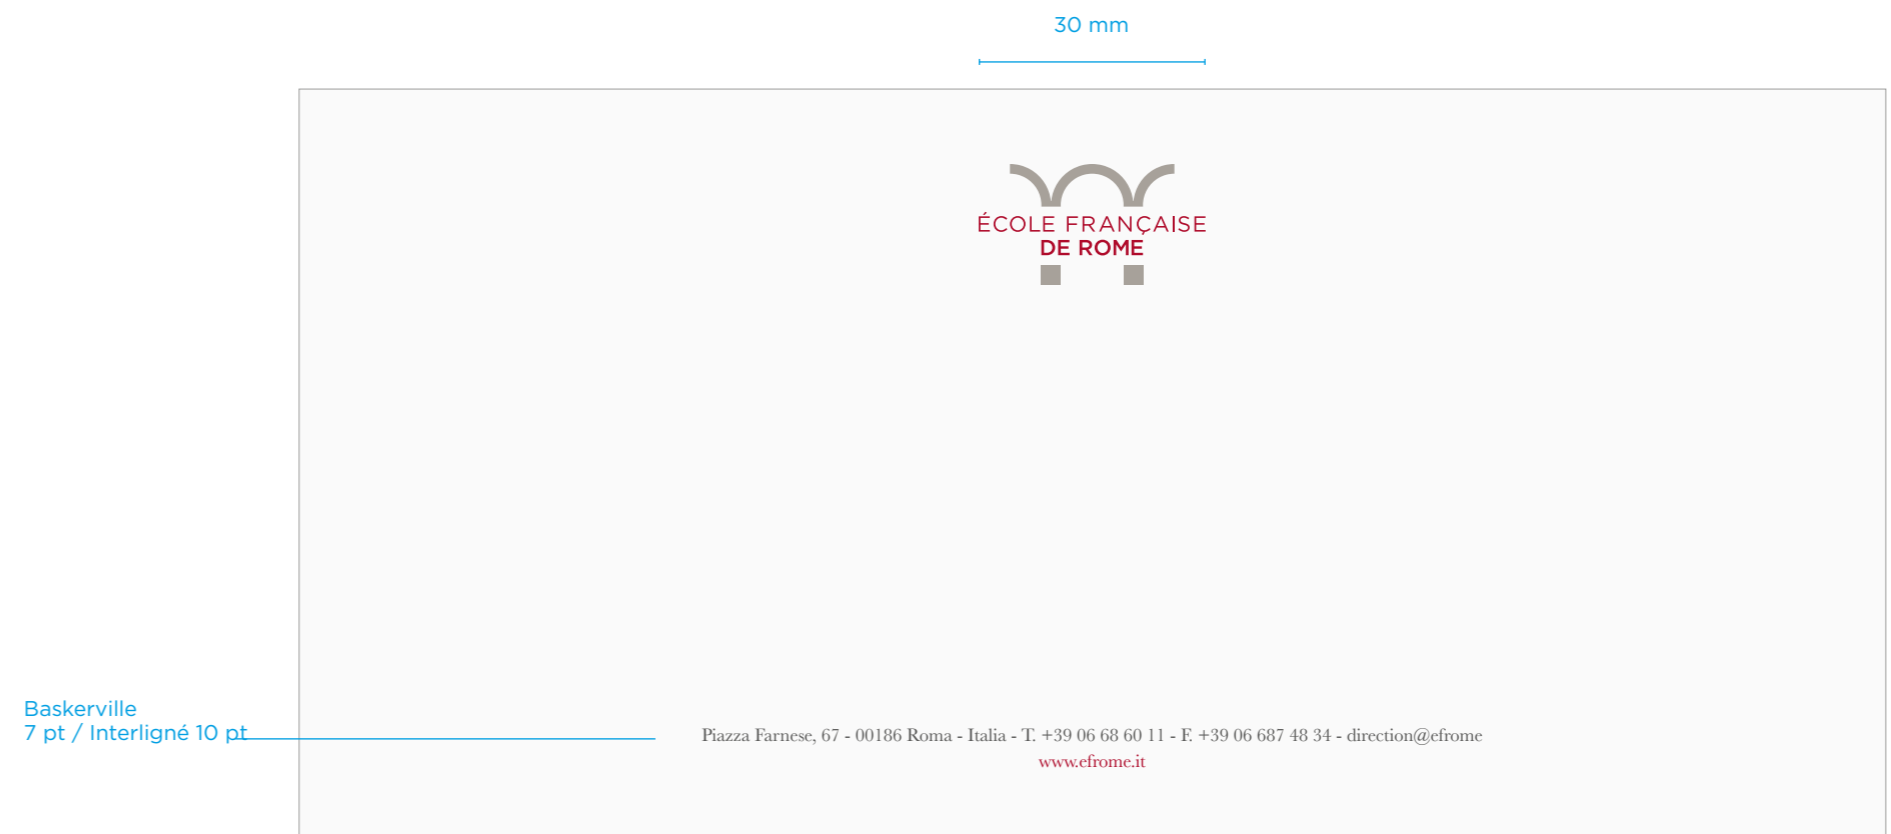 30 mm
ÉCOLE FRANÇAISE
DE ROME
Baskerville
7 pt / Interligné 10 pt
Piazza Farnese, 67 - 00186 Roma - Italia - T. +39 06 68 60 11 - F. +39 06 687 48 34 - direction@efrome
www.efrome.it